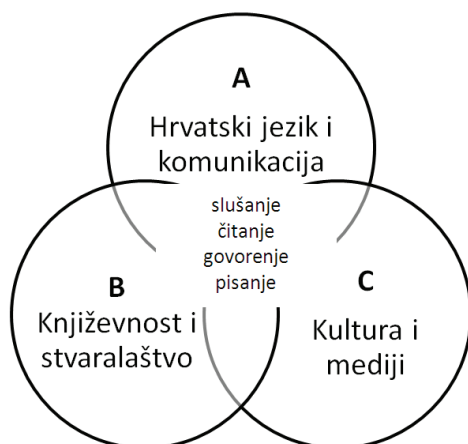 A
Hrvatski jezik i
komunikacija
slušanje
čitanje
govorenje
pisanje
B
Književnost i
stvaralaštvo
C
Kultura i
mediji